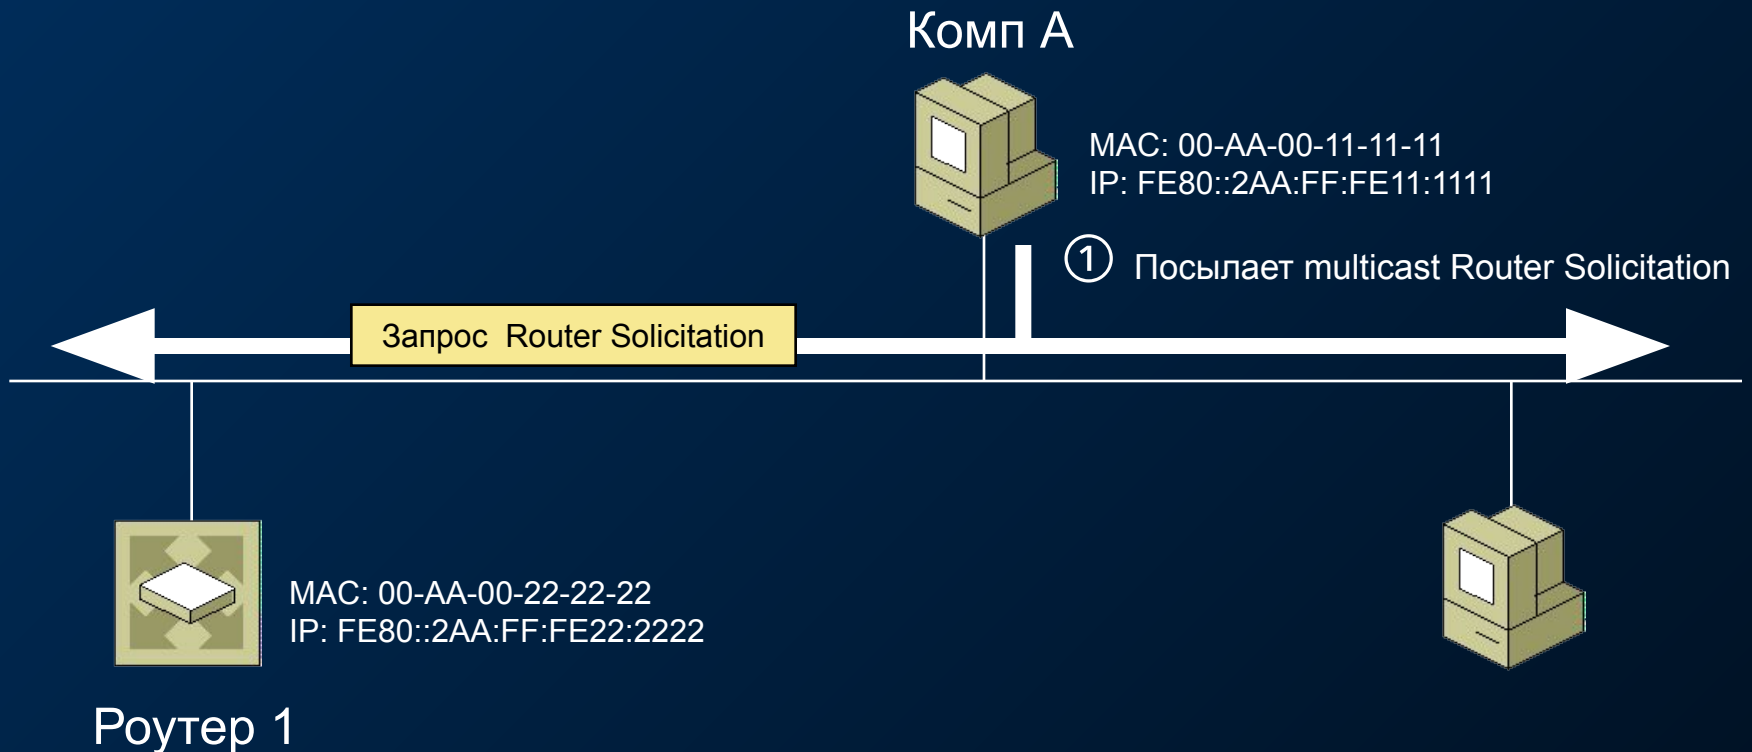 Комп А
MAC: 00-AA-00-11-11-11
IP: FE80::2AA:FF:FE11:1111
① Посылает multicast Router Solicitation
Запрос Router Solicitation
MAC: 00-AA-00-22-22-22
IP: FE80::2AA:FF:FE22:2222
Роутер 1